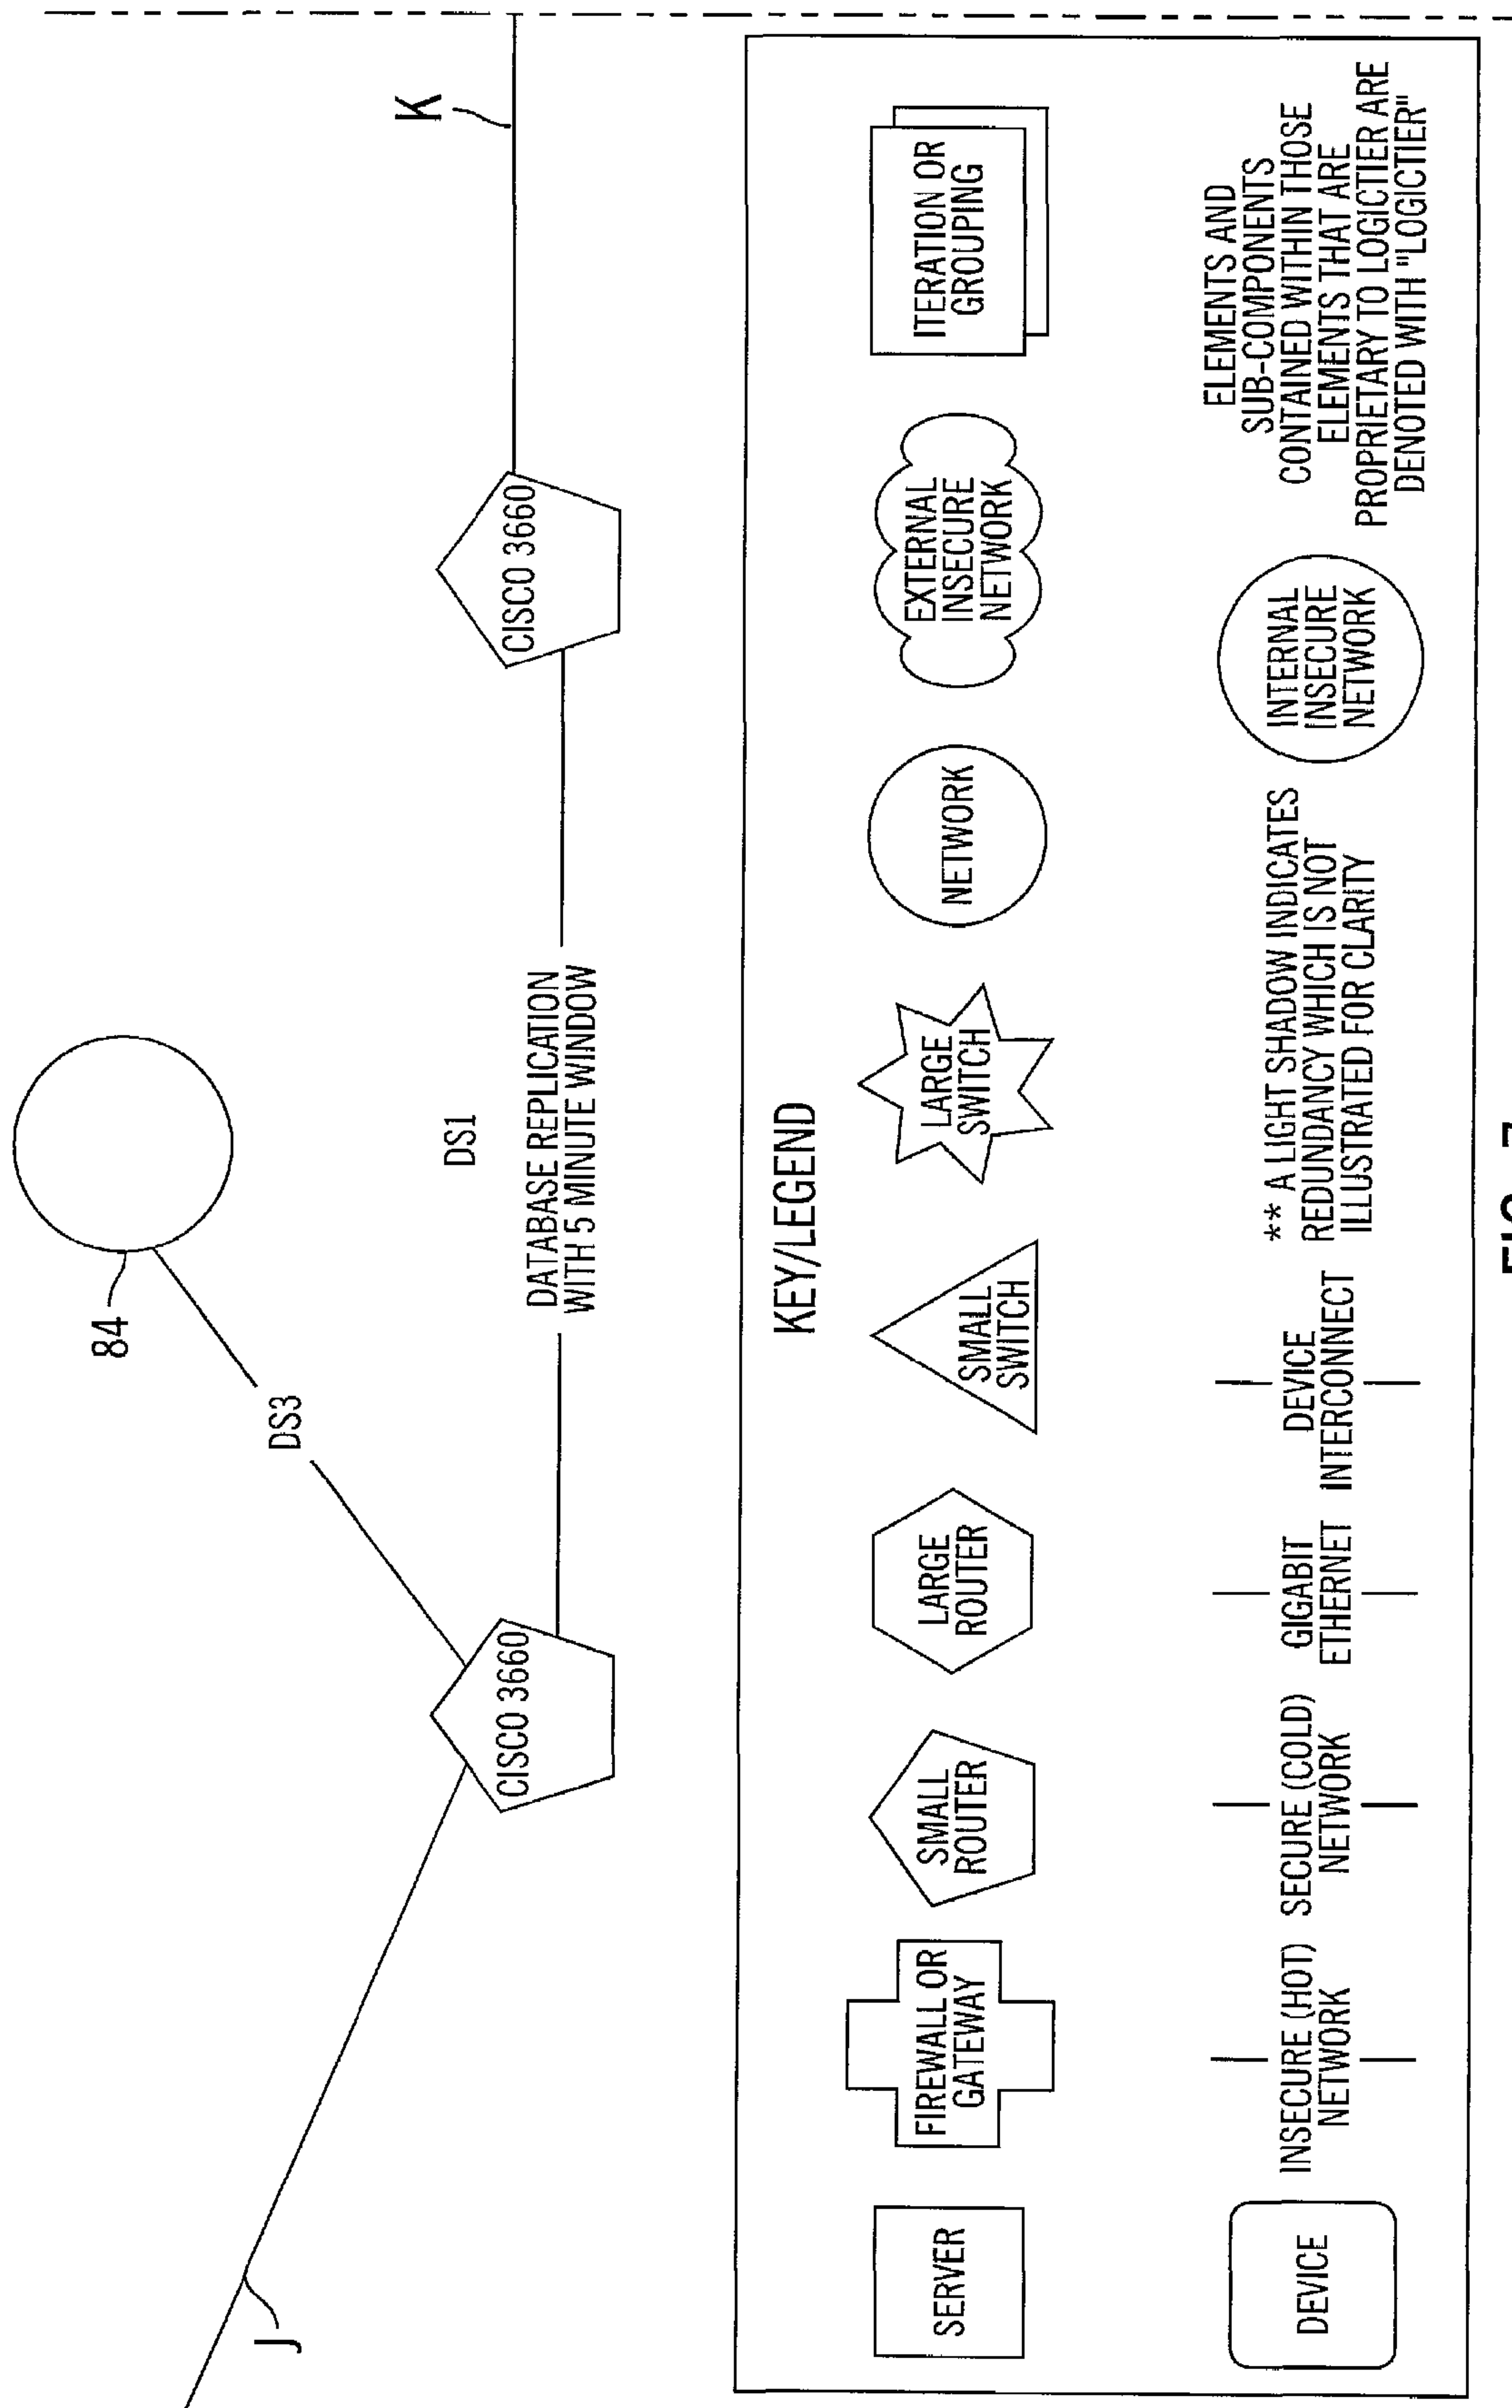 84
DS3
J
CISCO 3660
DS1
DATABASE REPLICATION
WITH 5 MINUTE WINDOW
CISCO 3660
K
KEY/LEGEND
SERVER
FIREWALL OR
GATEWAY
SMALL
ROUTER
LARGE
ROUTER
SMALL
SWITCH
LARGE
SWITCH
NETWORK
EXTERNAL
INSECURE
NETWORK
ITERATION OR
GROUPING
DEVICE
INSECURE (HOT)
NETWORK
SECURE (COLD)
NETWORK
GIGABIT
ETHERNET
DEVICE
INTERCONNECT
** A LIGHT SHADOW INDICATES
REDUNDANCY WHICH IS NOT
ILLUSTRATED FOR CLARITY
INTERNAL
INSECURE
NETWORK
ELEMENTS AND
SUB-COMPONENTS
CONTAINED WITHIN THOSE
ELEMENTS THAT ARE
PROPRIETARY TO LOGICTIER ARE
DENOTED WITH "LOGICTIER"